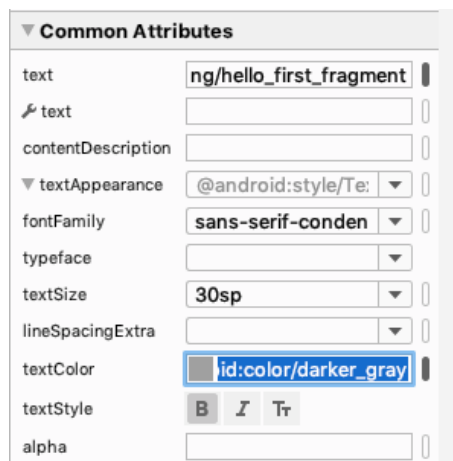 Common Attributes
text ng/hello_first_fragment
text
contentDescription
textAppearance @android:style/Te:
fontFamily sans-serif-conden
typeface
textSize 30sp
lineSpacingExtra
textColor id:color/darker_gray
textStyle B I Tт
alpha